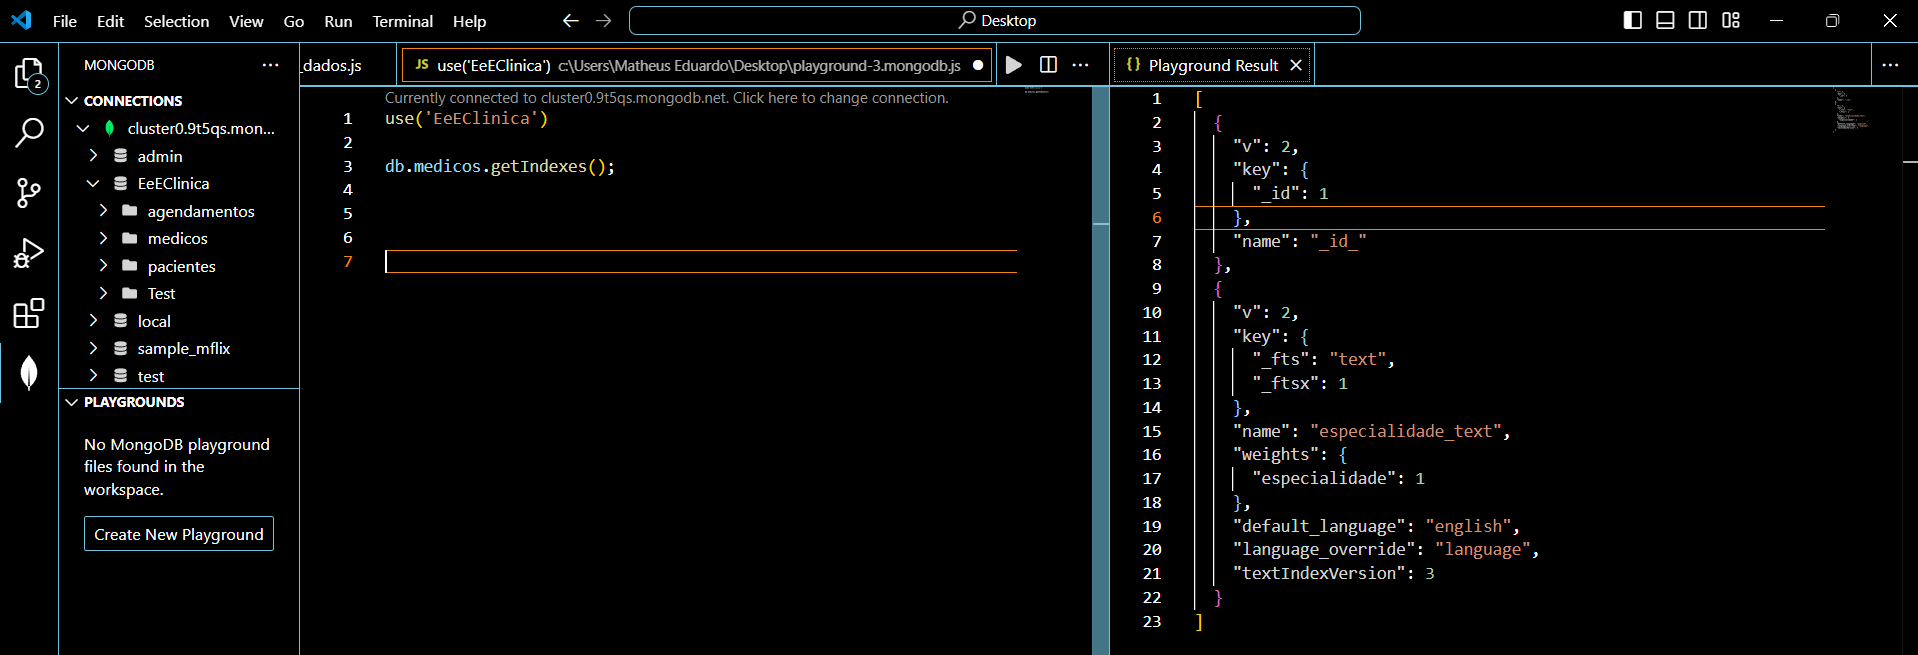 File Edit Selection View Go Run Terminal Help
Desktop
MONGODB
CONNECTIONS
cluster0.9t5qs.mon...
admin
EeEClinica
agendamentos
medicos
pacientes
Test
local
sample_mflix
test
PLAYGROUNDS
No MongoDB playground
files found in the
workspace.
Create New Playground
_dados.js
JS use('EeEClinica') c:\Users\Matheus Eduardo\Desktop\playground-3.mongodb.js
Currently connected to cluster0.9t5qs.mongodb.net. Click here to change connection.
1 use('EeEClinica')
2
3 db.medicos.getIndexes();
4
5
6
7
{} Playground Result
1 [
2 {
3 "v": 2,
4 "key": {
5 "_id": 1
6 },
7 "name": "_id_"
8 },
9 {
10 "v": 2,
11 "key": {
12 "_fts": "text",
13 "_ftsx": 1
14 },
15 "name": "especialidade_text",
16 "weights": {
17 "especialidade": 1
18 },
19 "default_language": "english",
20 "language_override": "language",
21 "textIndexVersion": 3
22 }
23 ]
2